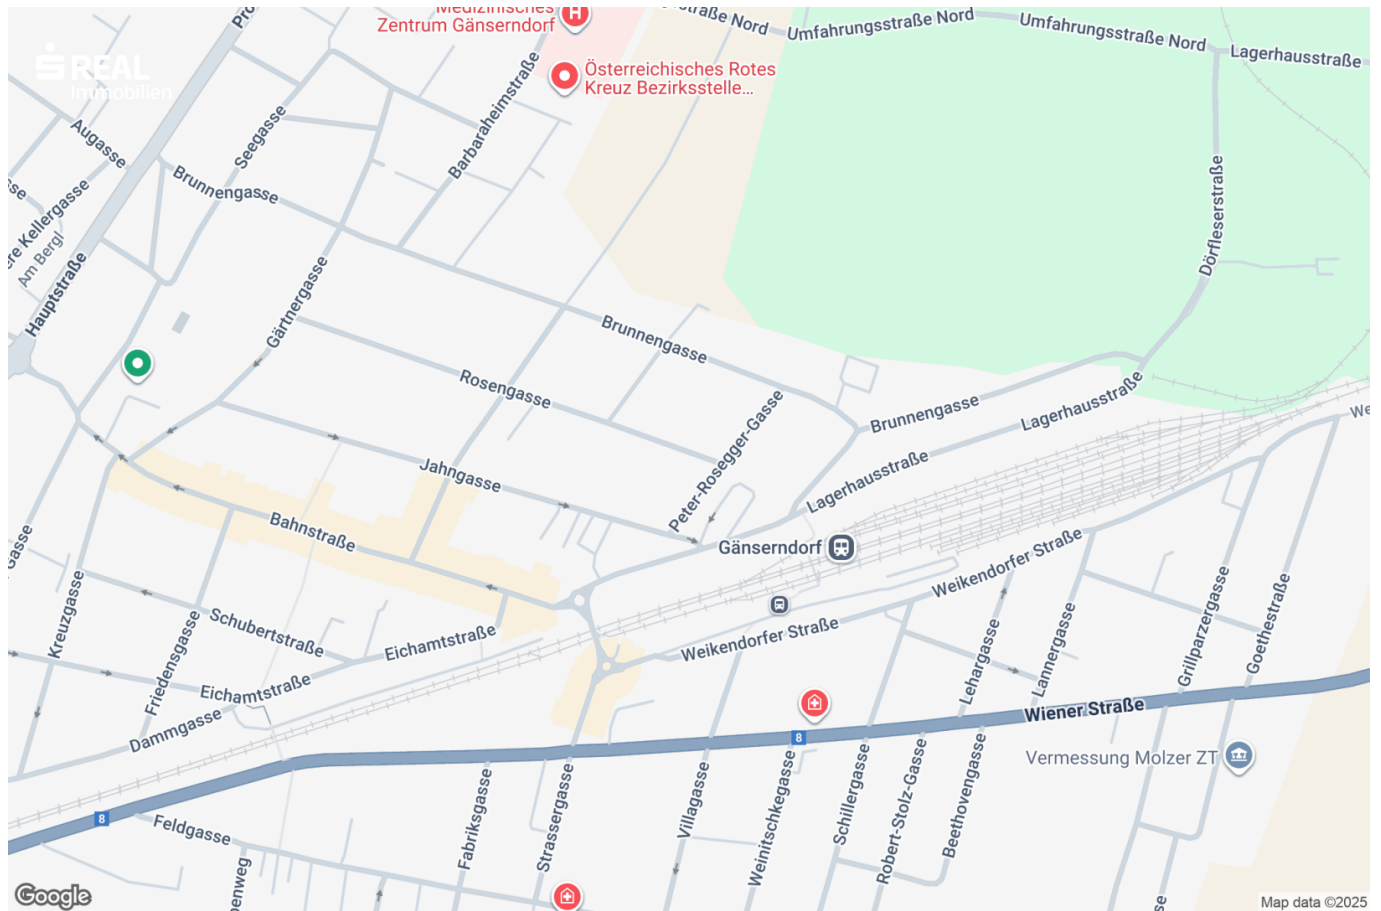 Medizinisches
Zentrum Gänserndorf
Umfahrungsstraße Nord
Umfahrungsstraße Nord
Lagerhausstraße
REAL
Immobilien
Österreichisches Rotes
Kreuz Bezirksstelle...
Barbaraheimstraße
Seegasse
Augasse
Brunnengasse
Am Bergl
Hauptstraße
Dörfleserstraße
Gärtnergasse
Brunnengasse
Rosengasse
Brunnengasse
Lagerhausstraße
Peter-Rosegger-Gasse
Jahngasse
Lagerhausstraße
Bahnstraße
Gänserndorf
Weikendorfer Straße
Kreuzgasse
Schubertstraße
Friedensgasse
Eichamtstraße
Weikendorfer Straße
Lehargasse
Lannergasse
Grillparzergasse
Goethestraße
Eichamtstraße
Dammgasse
Wiener Straße
8
Vermessung Molzer ZT
8
Feldgasse
Fabriksgasse
Strassergasse
Villagasse
Weinitschkegasse
Schillergasse
Robert-Stolz-Gasse
Beethovengasse
Google
Map data ©2025